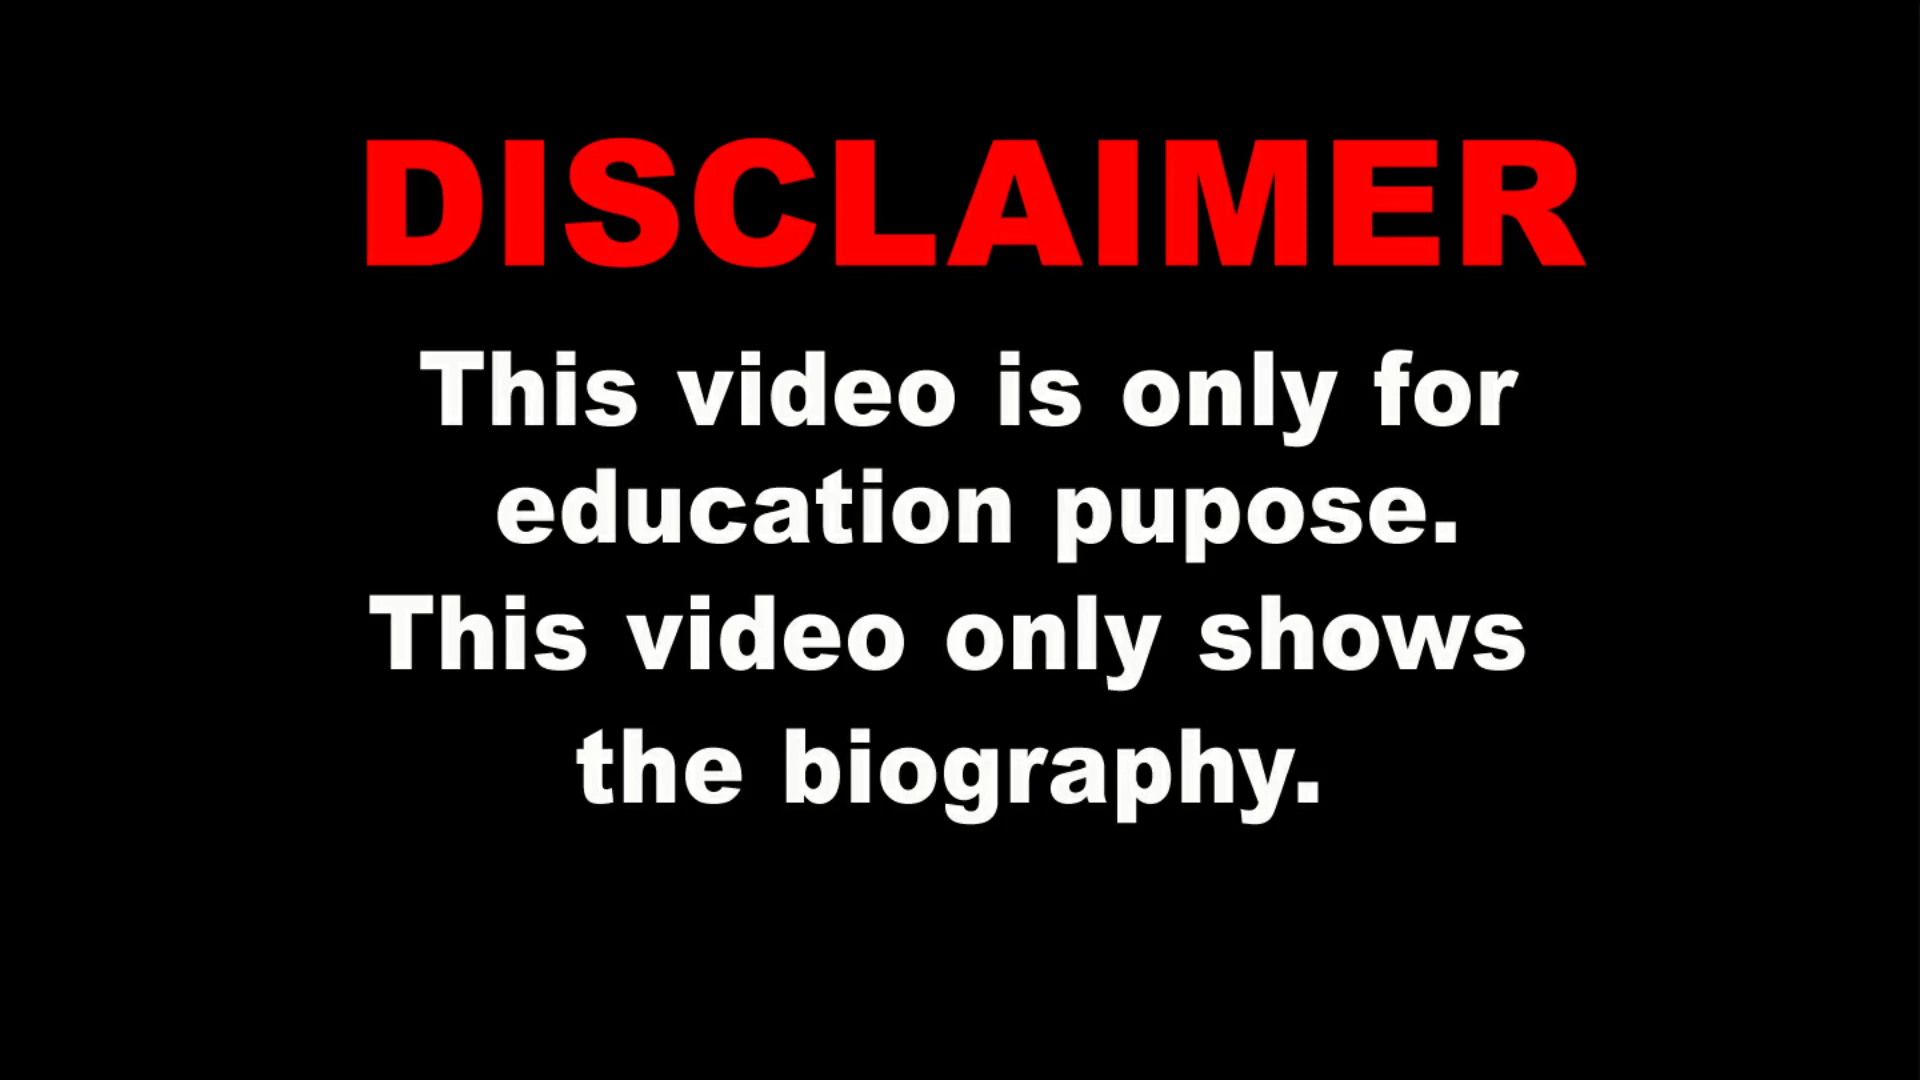 DISCLAIMER
This video is only for
education pupose.
This video only shows
the biography.